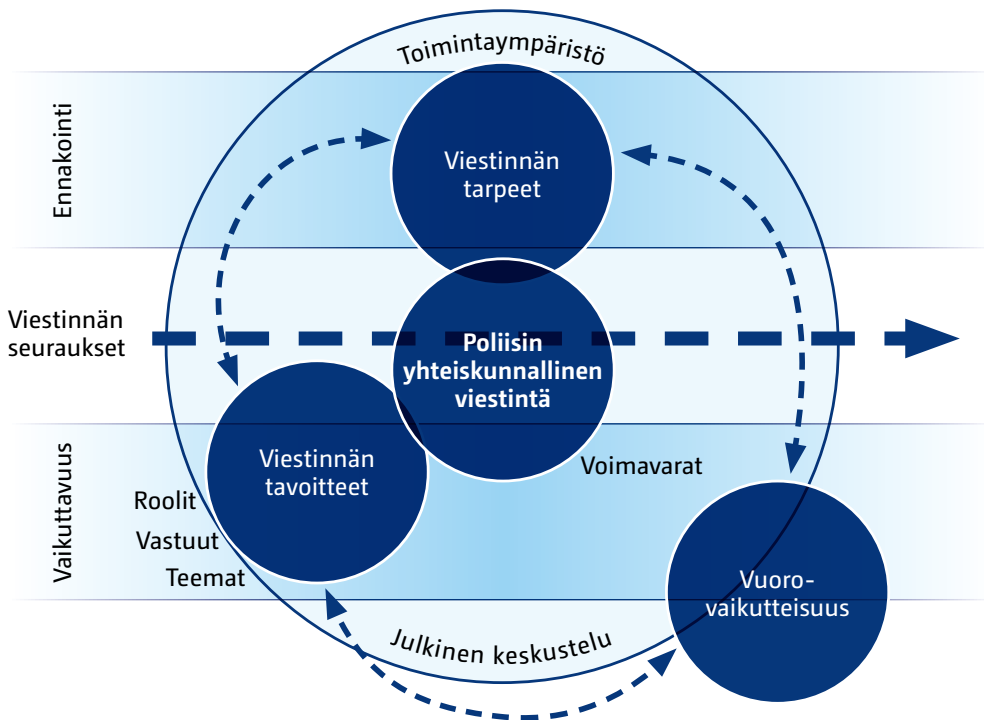 Toimintaympäristö
Ennakointi
Viestinnän
tarpeet
Viestinnän
seuraukset
Poliisin
yhteiskunnallinen
viestintä
Vaikuttavuus
Viestinnän
tavoitteet
Voimavarat
Roolit
Vastuut
Teemat
Vuoro-
vaikutteisuus
Julkinen keskustelu